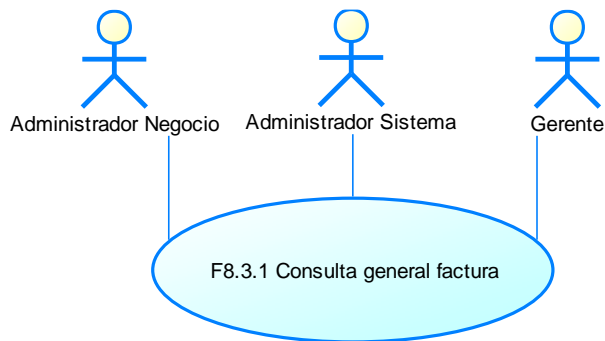 Administrador Negocio
Administrador Sistema
Gerente
F8.3.1 Consulta general factura